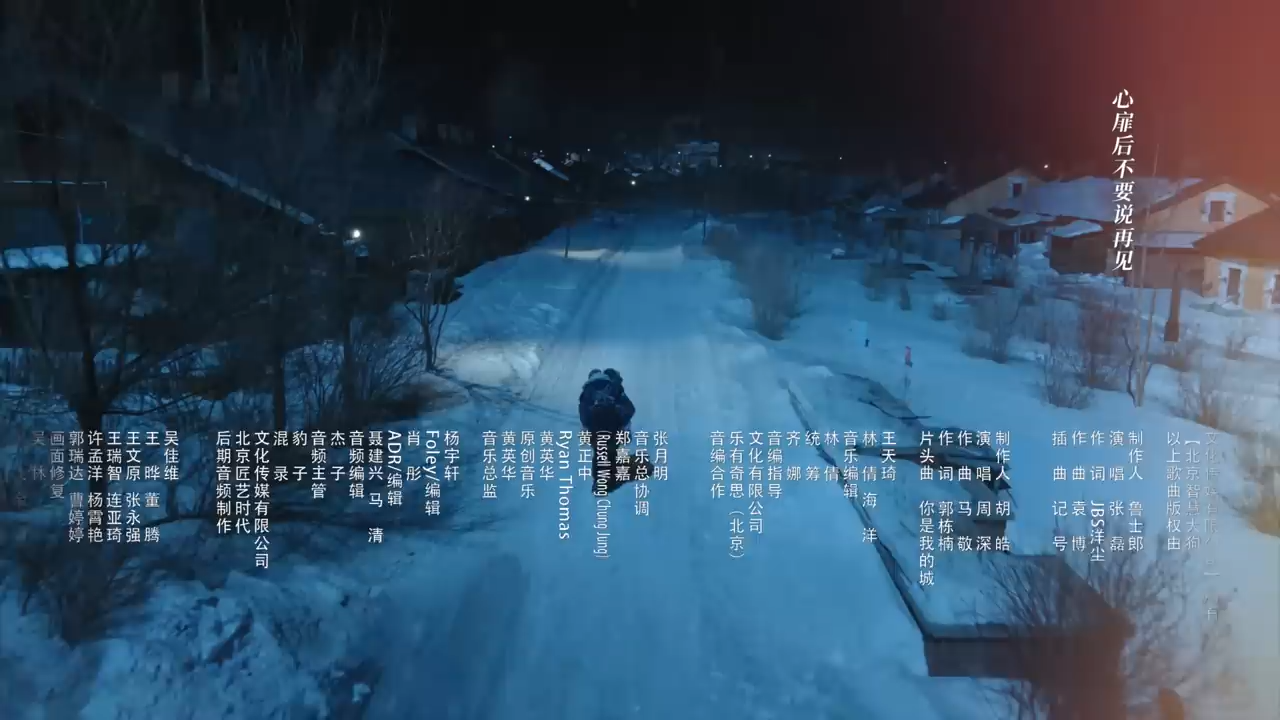 心扉后不要说再见
吴 林
画面修复
郭瑞达 曹婷婷
许孟洋 杨霄艳
王瑞智 连亚琦
王文原 张永强
王 晔 董 腾
吴佳维
后期音频制作
北京匠艺时代
文化传媒有限公司
混 录
豹 子
音频主管
杰 子
音频编辑
聂建兴 马 清
ADR/编辑
肖 彤
Foley/编辑
杨宇轩
音乐总监
黄英华
原创音乐
黄英华
Ryan Thomas
黄正中
(Russell Wong Chung Jung)
郑嘉嘉
音乐总协调
张月明
音编合作
乐有奇思（北京）
文化有限公司
音编指导
齐 娜
统 筹
林 倩
音乐编辑
林 倩 海 洋
王天琦
片头曲 你是我的城
作 词 郭栋楠
作 曲 马 敬
演 唱 周 深
制作人 胡 皓
插 曲 记 号
作 曲 袁 博
作 词 JBS洋尘
演 唱 张 磊
制作人 鲁士郎
以上歌曲版权由
【北京智慧大狗